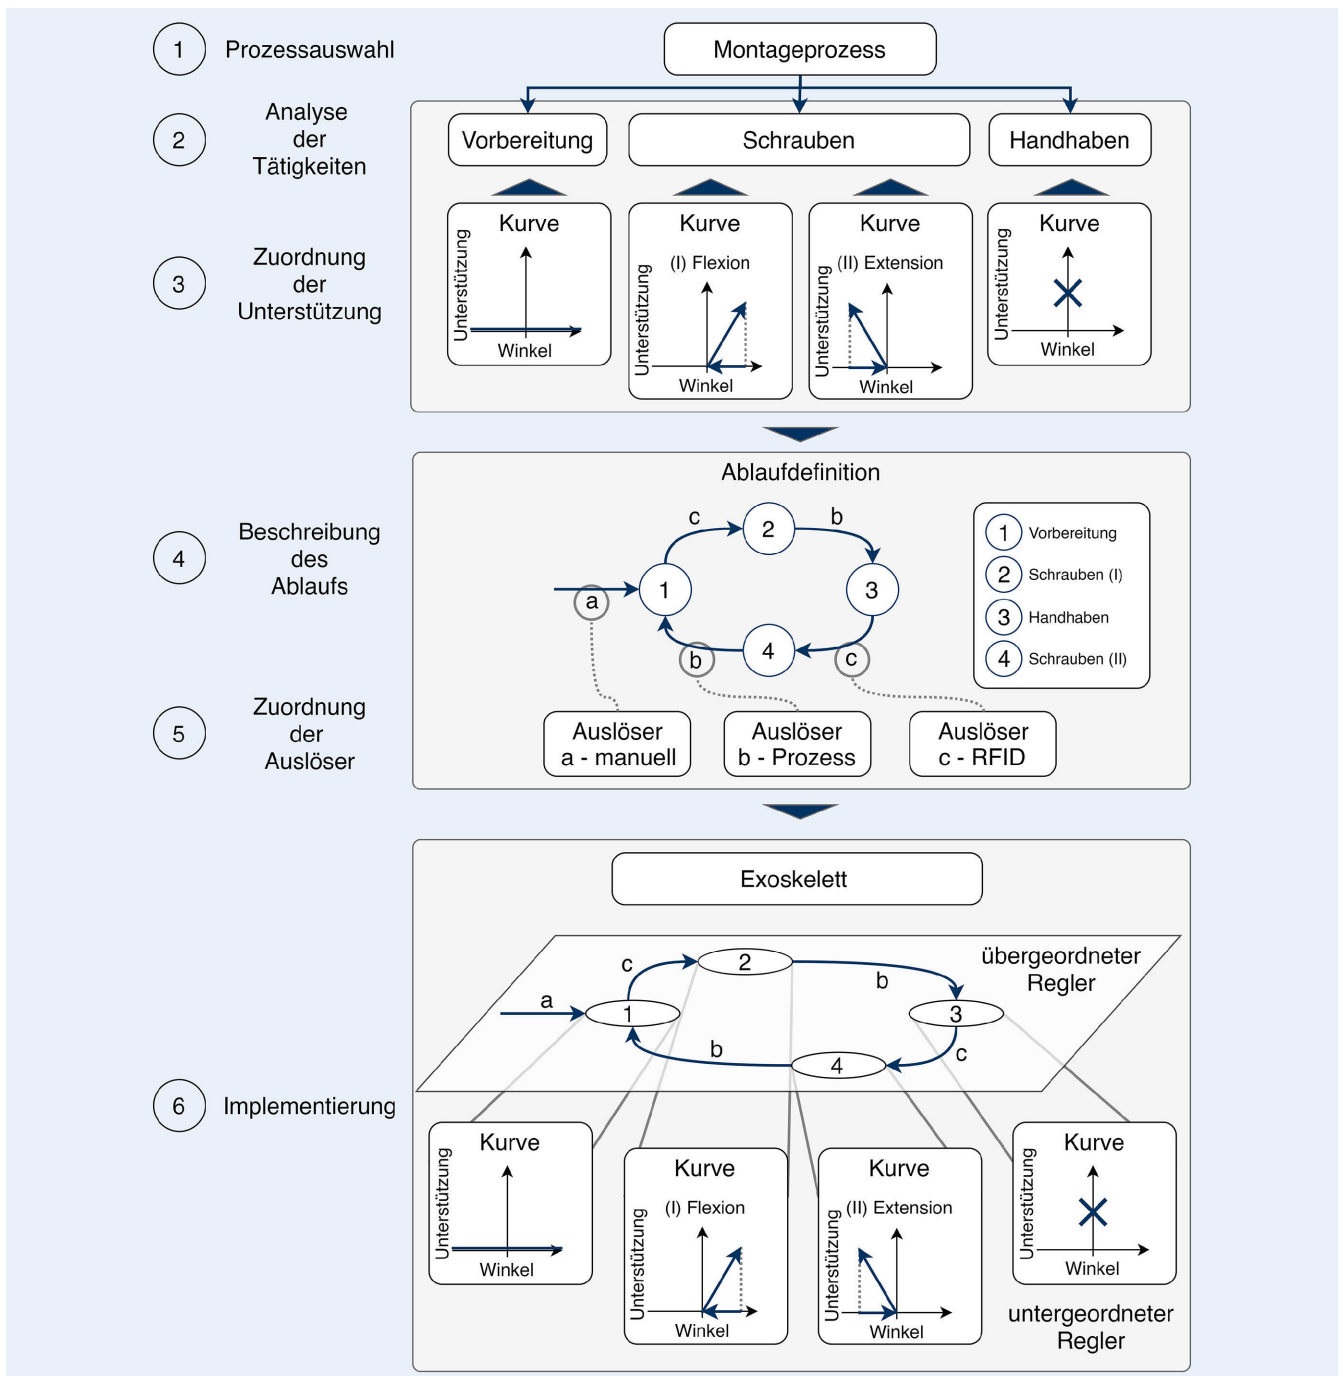 1
Prozessauswahl
Montageprozess
2
Analyse
der
Tätigkeiten
Vorbereitung
Schrauben
Handhaben
3
Zuordnung
der
Unterstützung
Kurve
Unterstützung
Winkel
Kurve
(I) Flexion
Unterstützung
Winkel
Kurve
(II) Extension
Unterstützung
Winkel
Kurve
Unterstützung
Winkel
Ablaufdefinition
4
Beschreibung
des
Ablaufs
a
1
c
2
b
3
c
4
b
1 Vorbereitung
2 Schrauben (I)
3 Handhaben
4 Schrauben (II)
5
Zuordnung
der
Auslöser
Auslöser
a - manuell
Auslöser
b - Prozess
Auslöser
c - RFID
Exoskelett
übergeordneter
Regler
a
1
c
2
b
3
c
4
b
6
Implementierung
Kurve
Unterstützung
Winkel
Kurve
(I) Flexion
Unterstützung
Winkel
Kurve
(II) Extension
Unterstützung
Winkel
Kurve
Unterstützung
Winkel
untergeordneter
Regler